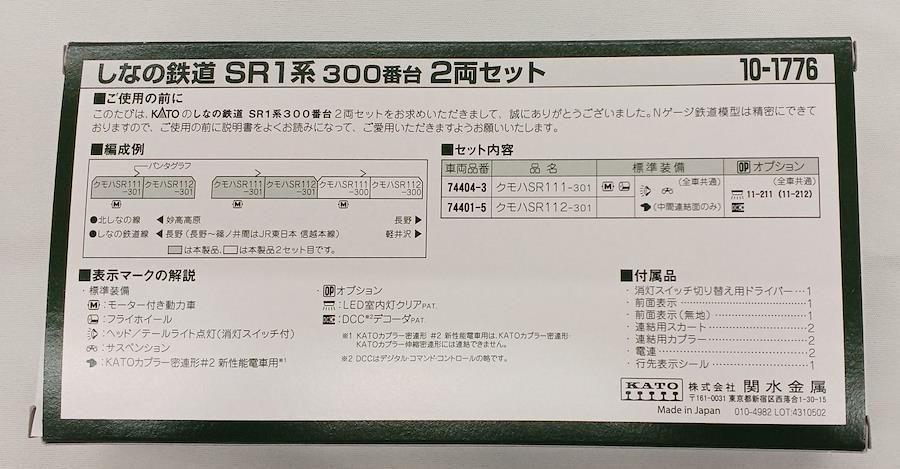 しなの鉄道 SR1系 300番台 2両セット 10-1776
■ご使用の前に
このたびは、KATOのしなの鉄道 SR1系300番台2両セットをお求めいただきまして、誠にありがとうございました。Nゲージ鉄道模型は精密にできて
おりますので、ご使用の前に説明書をよくお読みになって、ご愛用いただきますようお願いいたします。
■編成例
パンタグラフ
クモハSR111-301 クモハSR112-301 クモハSR111-301 クモハSR112-301 クモハSR111-300 クモハSR112-300
M M M
●北しなの線 ◀妙高高原 長野▶
●しなの鉄道線 ◀長野(長野~篠ノ井間はJR東日本 信越本線) 軽井沢▶
は本製品、は本製品2セット目です。
■セット内容
車両品番 品名 標準装備 OP オプション
74404-3 クモハSR111-301 M (全車共通) (全車共通) 11-211 (11-212)
74401-5 クモハSR112-301 (中間連結面のみ) DCC
■表示マークの解説
・標準装備
M:モーター付き動力車
:フライホイール
:ヘッド/テールライト点灯(消灯スイッチ付)
:サスペンション
:KATOカプラー密連形#2 新性能電車用※1
・OPオプション
:LED室内灯クリアPAT.
DCC:DCC※2デコーダPAT.
※1 KATOカプラー密連形 #2 新性能電車用は、KATOカプラー密連形・
KATOカプラー伸縮密連形には連結できません。
※2 DCCはデジタル・コマンド・コントロールの略です。
■付属品
・消灯スイッチ切り替え用ドライバー…1
・前面表示 1
・前面表示(無地) 1
・連結用スカート 2
・連結用カプラー 2
・電連 2
・行先表示シール 1
KATO 株式会社 関水金属
〒161-0031 東京都新宿区西落合1-30-15
Made in Japan 010-4982 LOT:4310502